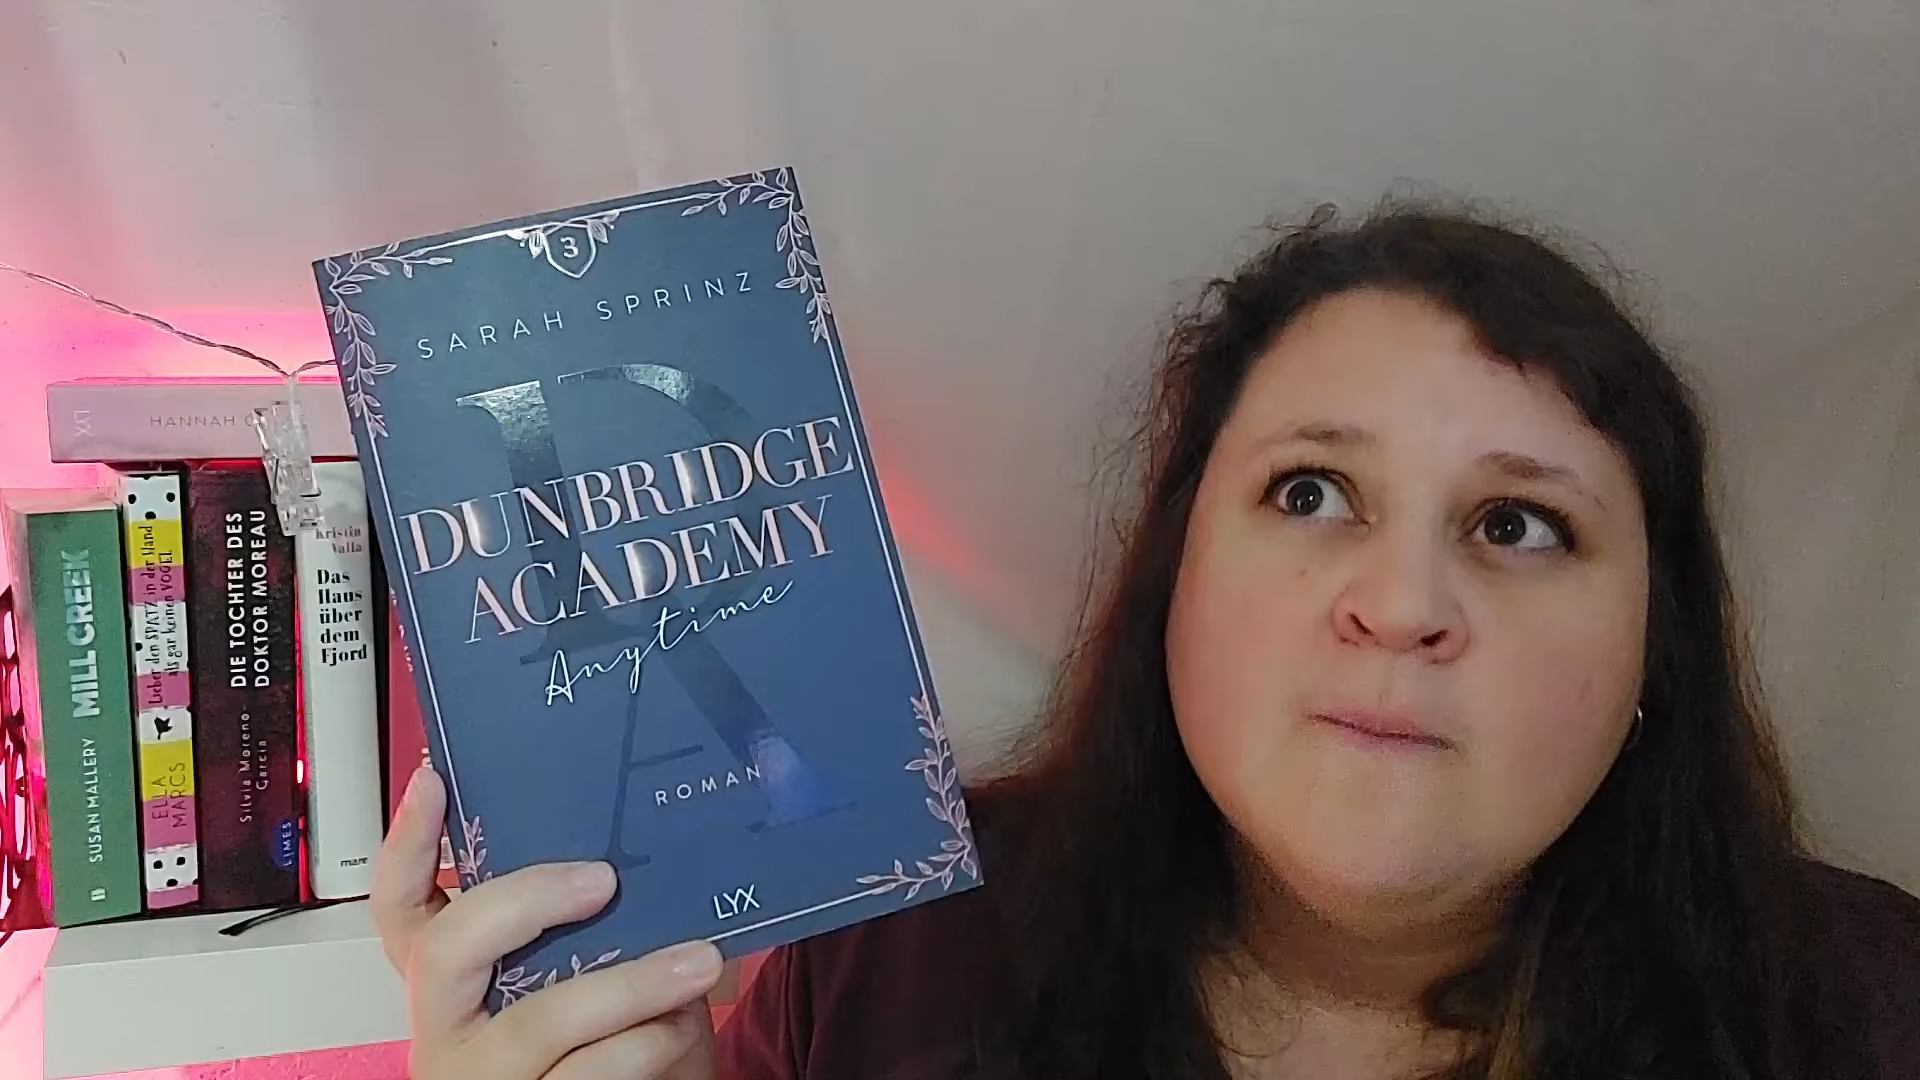 3
SARAH SPRINZ
DUNBRIDGE
ACADEMY
Anytime
ROMAN
LYX
LYX
HANNAH
SUSAN MALLERY
MILL CREEK
ELLA
MARCS
Lieber den SPATZ in der Hand
als gar keinen VOGEL
Silvia Moreno-
Garcia
DIE TOCHTER DES
DOKTOR MOREAU
LIMES
Kristin
Valla
Das
Haus
über
dem
Fjord
mare